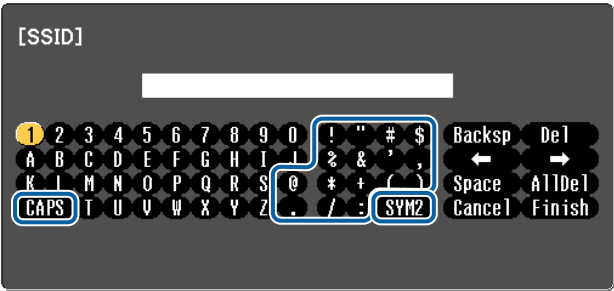 [SSID]
1 2 3 4 5 6 7 8 9 0 ! " # $ Backsp Del
A B C D E F G H I J % & ' , ← →
K L M N O P Q R S @ * + ( ) Space AllDel
CAPS T U V W X Y Z . / : SYM2 Cancel Finish